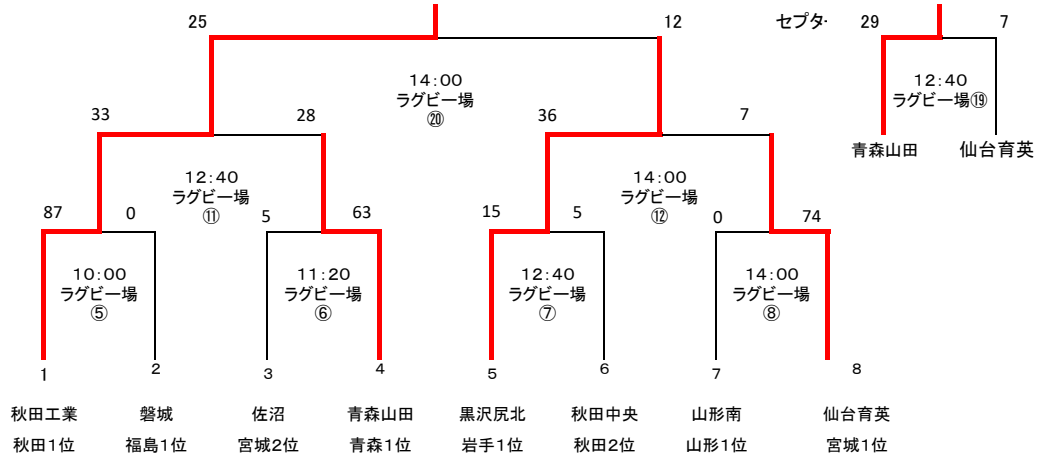 25 12 セプタ- 29 7
14:00
ラグビー場
⑳
12:40
ラグビー場⑲
青森山田 仙台育英
33 28 36 7
12:40
ラグビー場
⑪
14:00
ラグビー場
⑫
87 0 5 63 15 5 0 74
10:00
ラグビー場
⑤
11:20
ラグビー場
⑥
12:40
ラグビー場
⑦
14:00
ラグビー場
⑧
1 2 3 4 5 6 7 8
秋田工業 磐城 佐沼 青森山田 黒沢尻北 秋田中央 山形南 仙台育英
秋田1位 福島1位 宮城2位 青森1位 岩手1位 秋田2位 山形1位 宮城1位